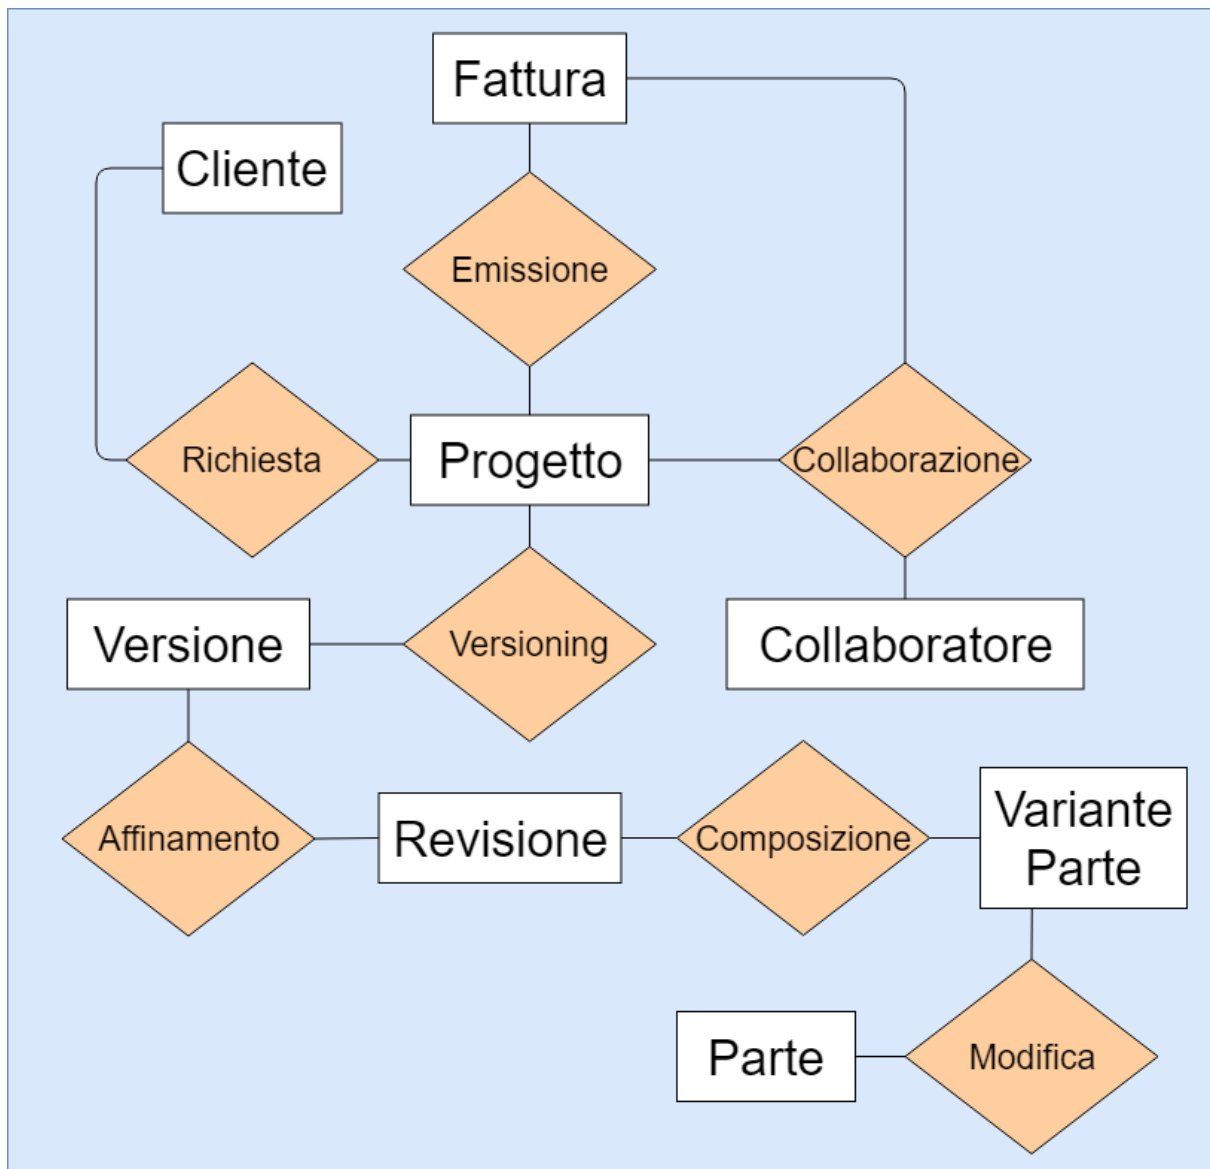 Fattura
Cliente
Emissione
Richiesta
Progetto
Collaborazione
Versione
Versioning
Collaboratore
Affinamento
Revisione
Composizione
Variante
Parte
Parte
Modifica